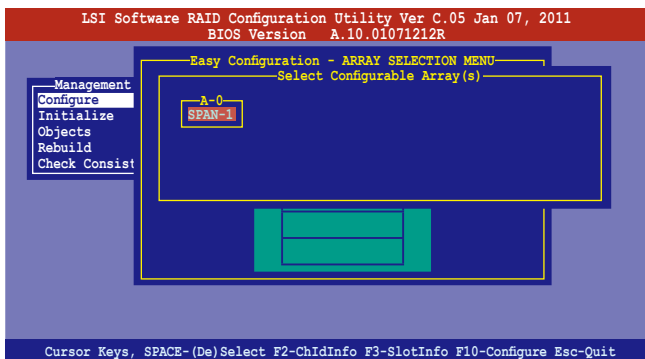 LSI Software RAID Configuration Utility Ver C.05 Jan 07, 2011
BIOS Version A.10.01071212R
Easy Configuration - ARRAY SELECTION MENU
Select Configurable Array(s)
Management
Configure
Initialize
Objects
Rebuild
Check Consist
A-0
SPAN-1
Cursor Keys, SPACE-(De)Select F2-ChIdInfo F3-SlotInfo F10-Configure Esc-Quit